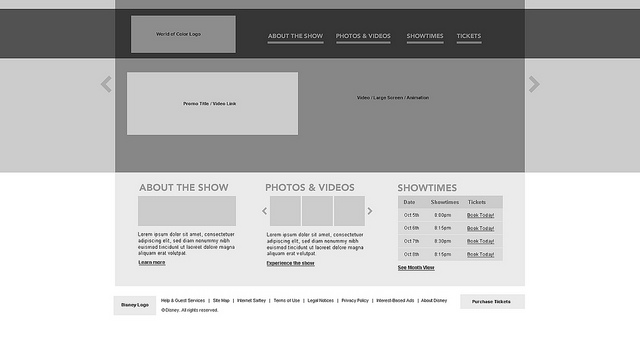 World of Color Logo
ABOUT THE SHOW PHOTOS & VIDEOS SHOWTIMES TICKETS
Promo Title / Video Link
Video / Large Screen / Animation
ABOUT THE SHOW
Lorem ipsum dolor sit amet, consectetuer
adipiscing elit, sed diam nonummy nibh
euismod tincidunt ut laoreet dolore magna
aliquam erat volutpat
Learn more
PHOTOS & VIDEOS
Lorem ipsum dolor sit amet, consectetuer
adipiscing elit, sed diam nonummy nibh
euismod tincidunt ut laoreet dolore magna
aliquam erat volutpat
Experience the show
SHOWTIMES
Date Showtimes Tickets
Oct 5th 8:00pm Book Today!
Oct 6th 8:15pm Book Today!
Oct 7th 8:30pm Book Today!
Oct 8th 8:15pm Book Today!
See Month View
Disney Logo
Help & Guest Services | Site Map | Internet Saftey | Terms of Use | Legal Notices | Privacy Policy | Interest-Based Ads | About Disney
© Disney. All rights reserved.
Purchase Tickets